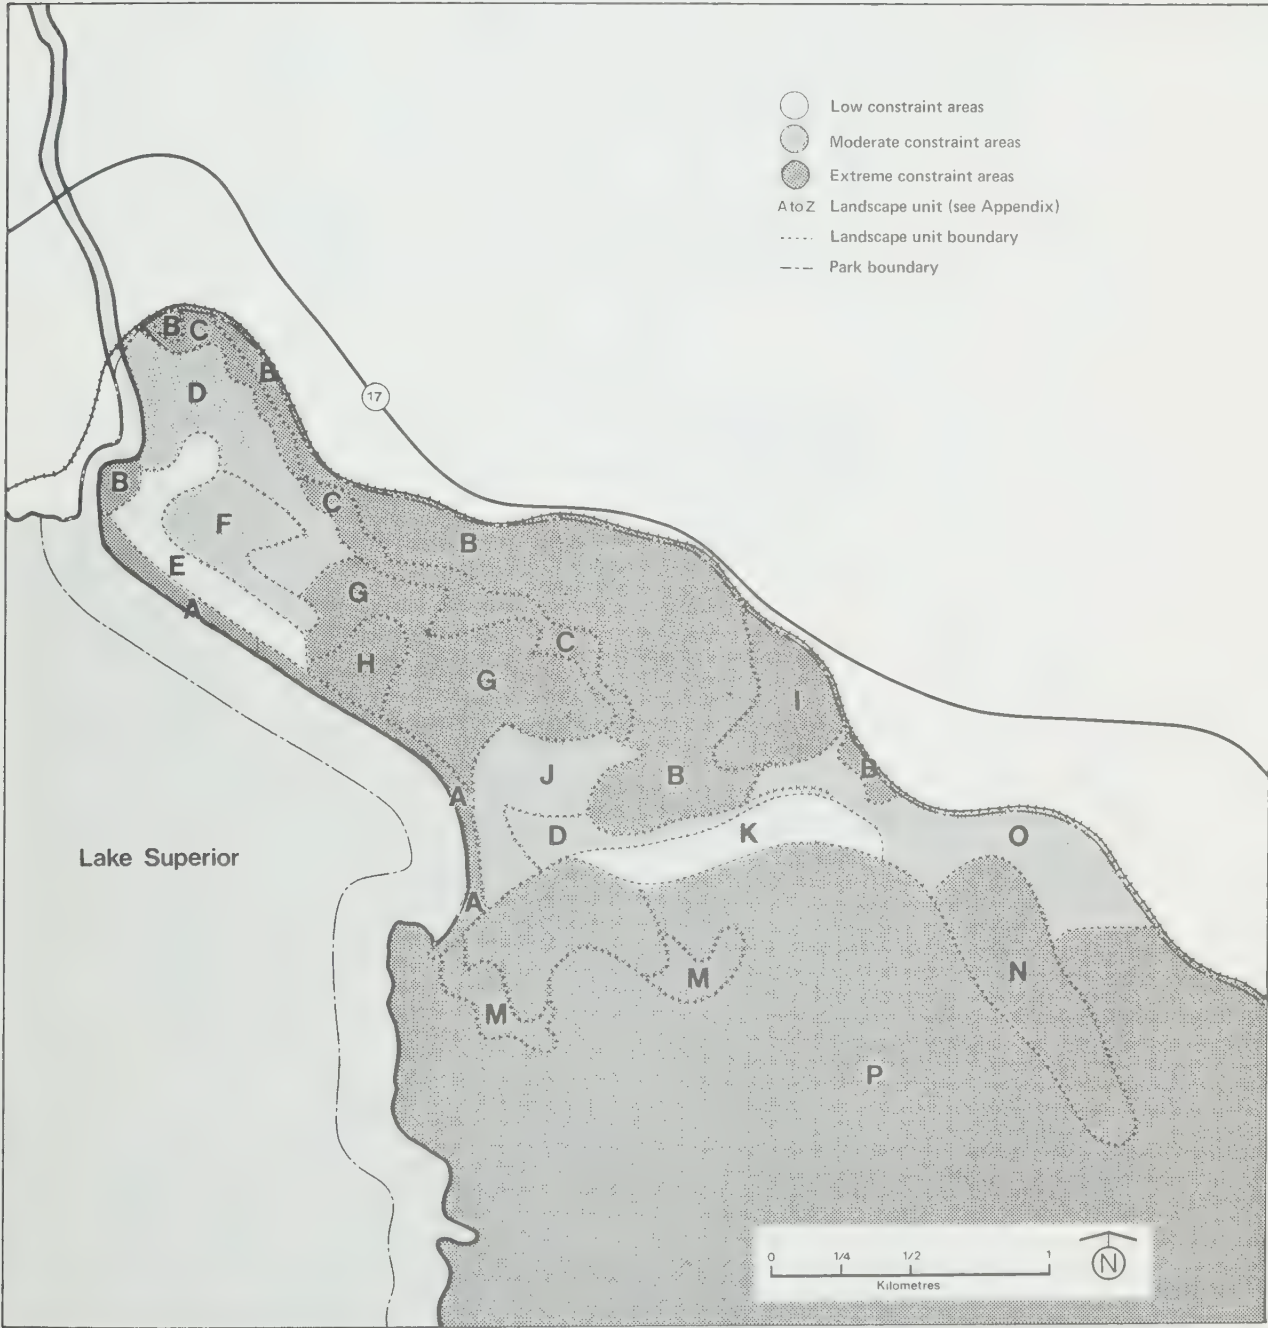 Low constraint areas
Moderate constraint areas
Extreme constraint areas
A to Z Landscape unit (see Appendix)
Landscape unit boundary
Park boundary
B
C
B
D
17
B
C
F
B
E
G
A
C
H
G
I
J
B
B
A
D
K
O
Lake Superior
A
N
M
M
P
0 1/4 1/2 1
Kilometres
N